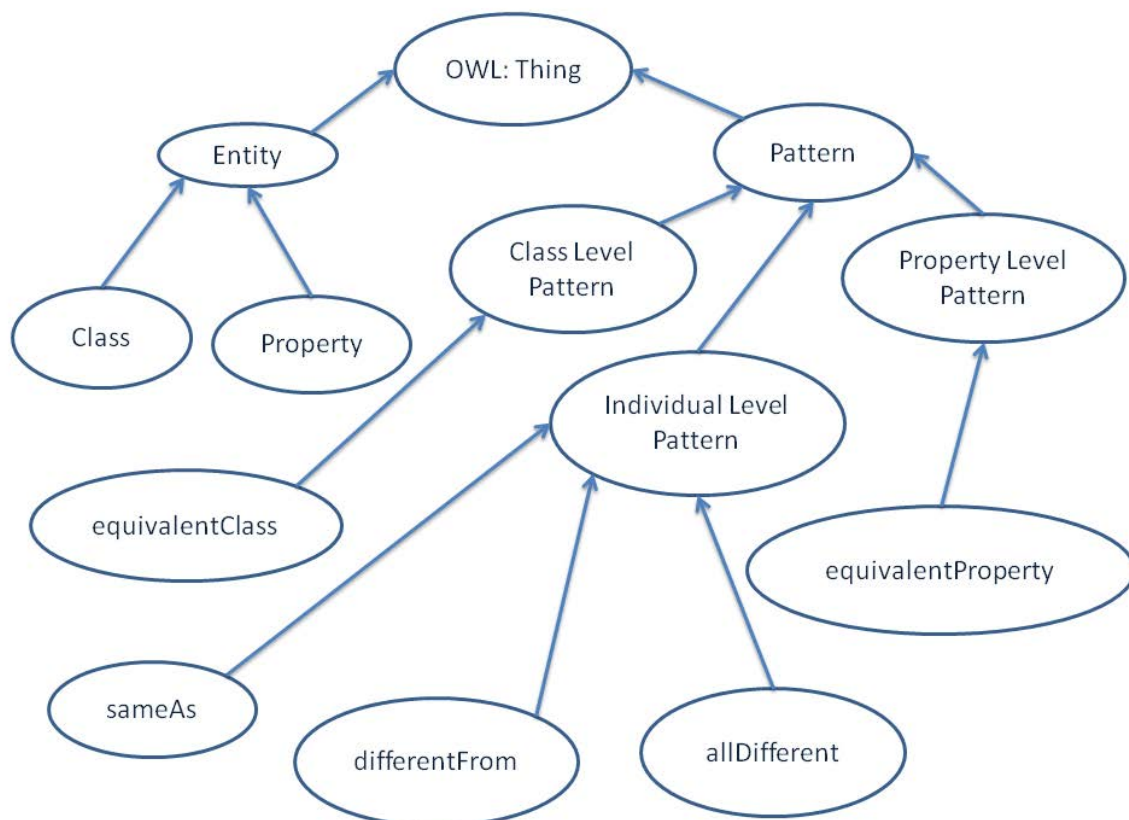 OWL: Thing
Entity
Pattern
Class Level
Pattern
Property Level
Pattern
Class
Property
Individual Level
Pattern
equivalentClass
equivalentProperty
sameAs
differentFrom
allDifferent